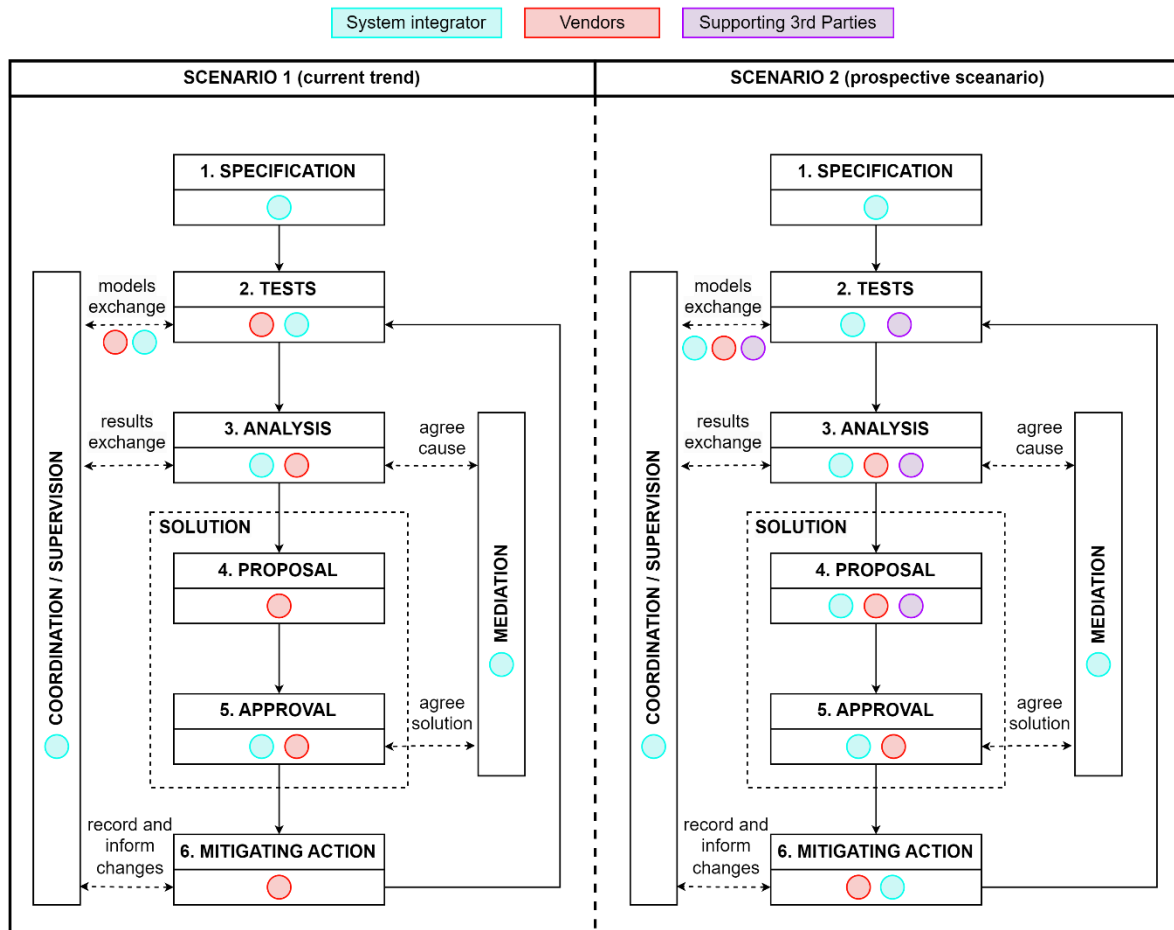 System integrator
Vendors
Supporting 3rd Parties
SCENARIO 1 (current trend)
SCENARIO 2 (prospective sceanario)
1. SPECIFICATION
models
exchange
2. TESTS
results
exchange
3. ANALYSIS
agree
cause
SOLUTION
4. PROPOSAL
COORDINATION / SUPERVISION
MEDIATION
5. APPROVAL
agree
solution
record and
inform
changes
6. MITIGATING ACTION
1. SPECIFICATION
models
exchange
2. TESTS
results
exchange
3. ANALYSIS
agree
cause
SOLUTION
4. PROPOSAL
COORDINATION / SUPERVISION
MEDIATION
5. APPROVAL
agree
solution
record and
inform
changes
6. MITIGATING ACTION